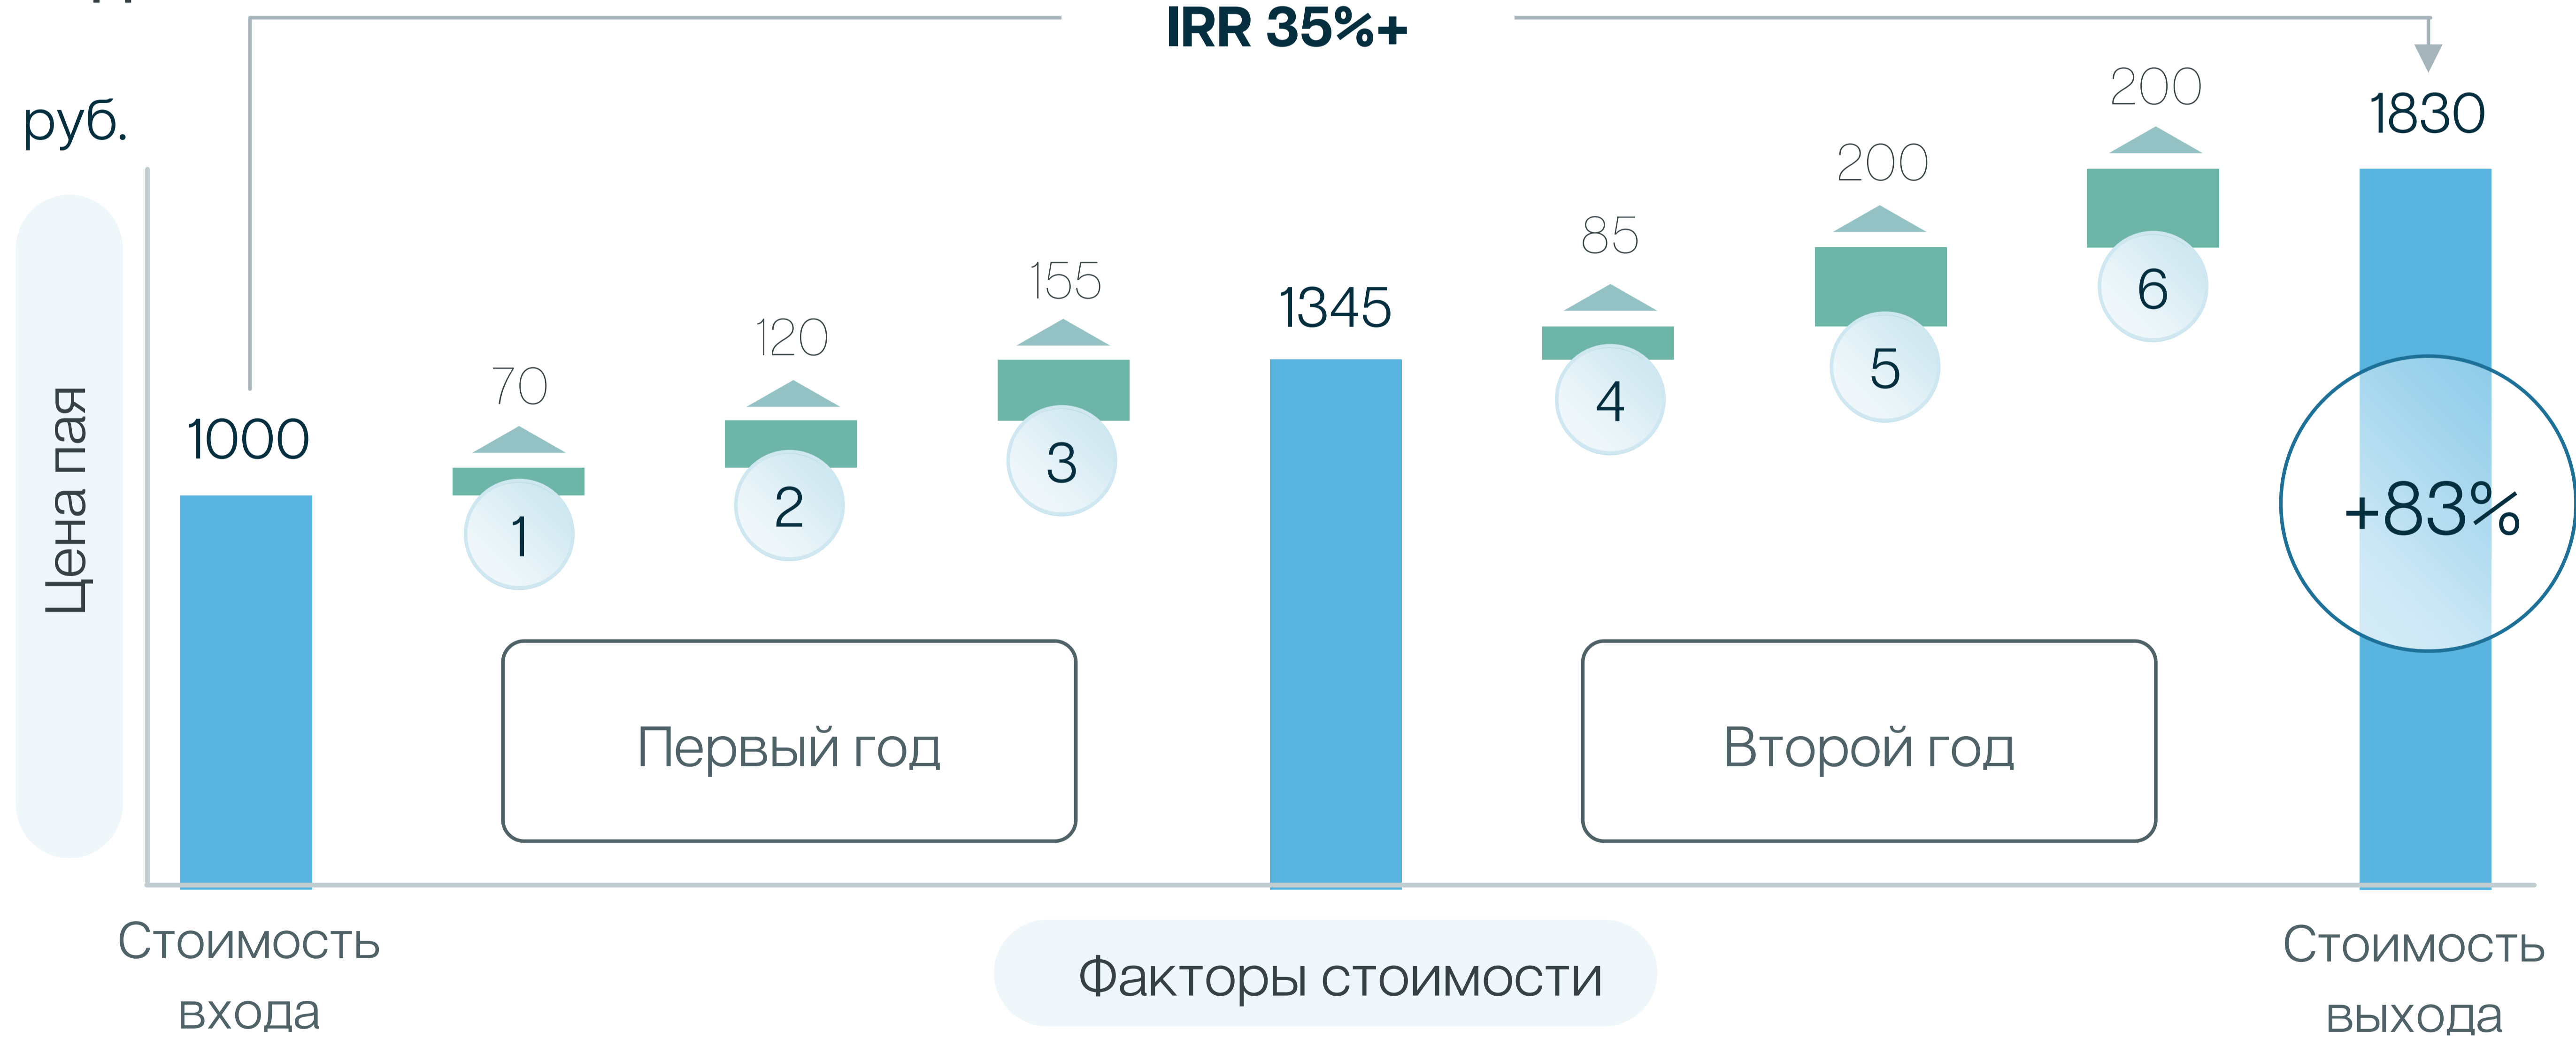 IRR 35%+
руб.
Цена пая
1000
70
1
120
2
155
3
1345
85
4
200
5
200
6
1830
+83%
Первый год
Второй год
Стоимость
входа
Факторы стоимости
Стоимость
выхода